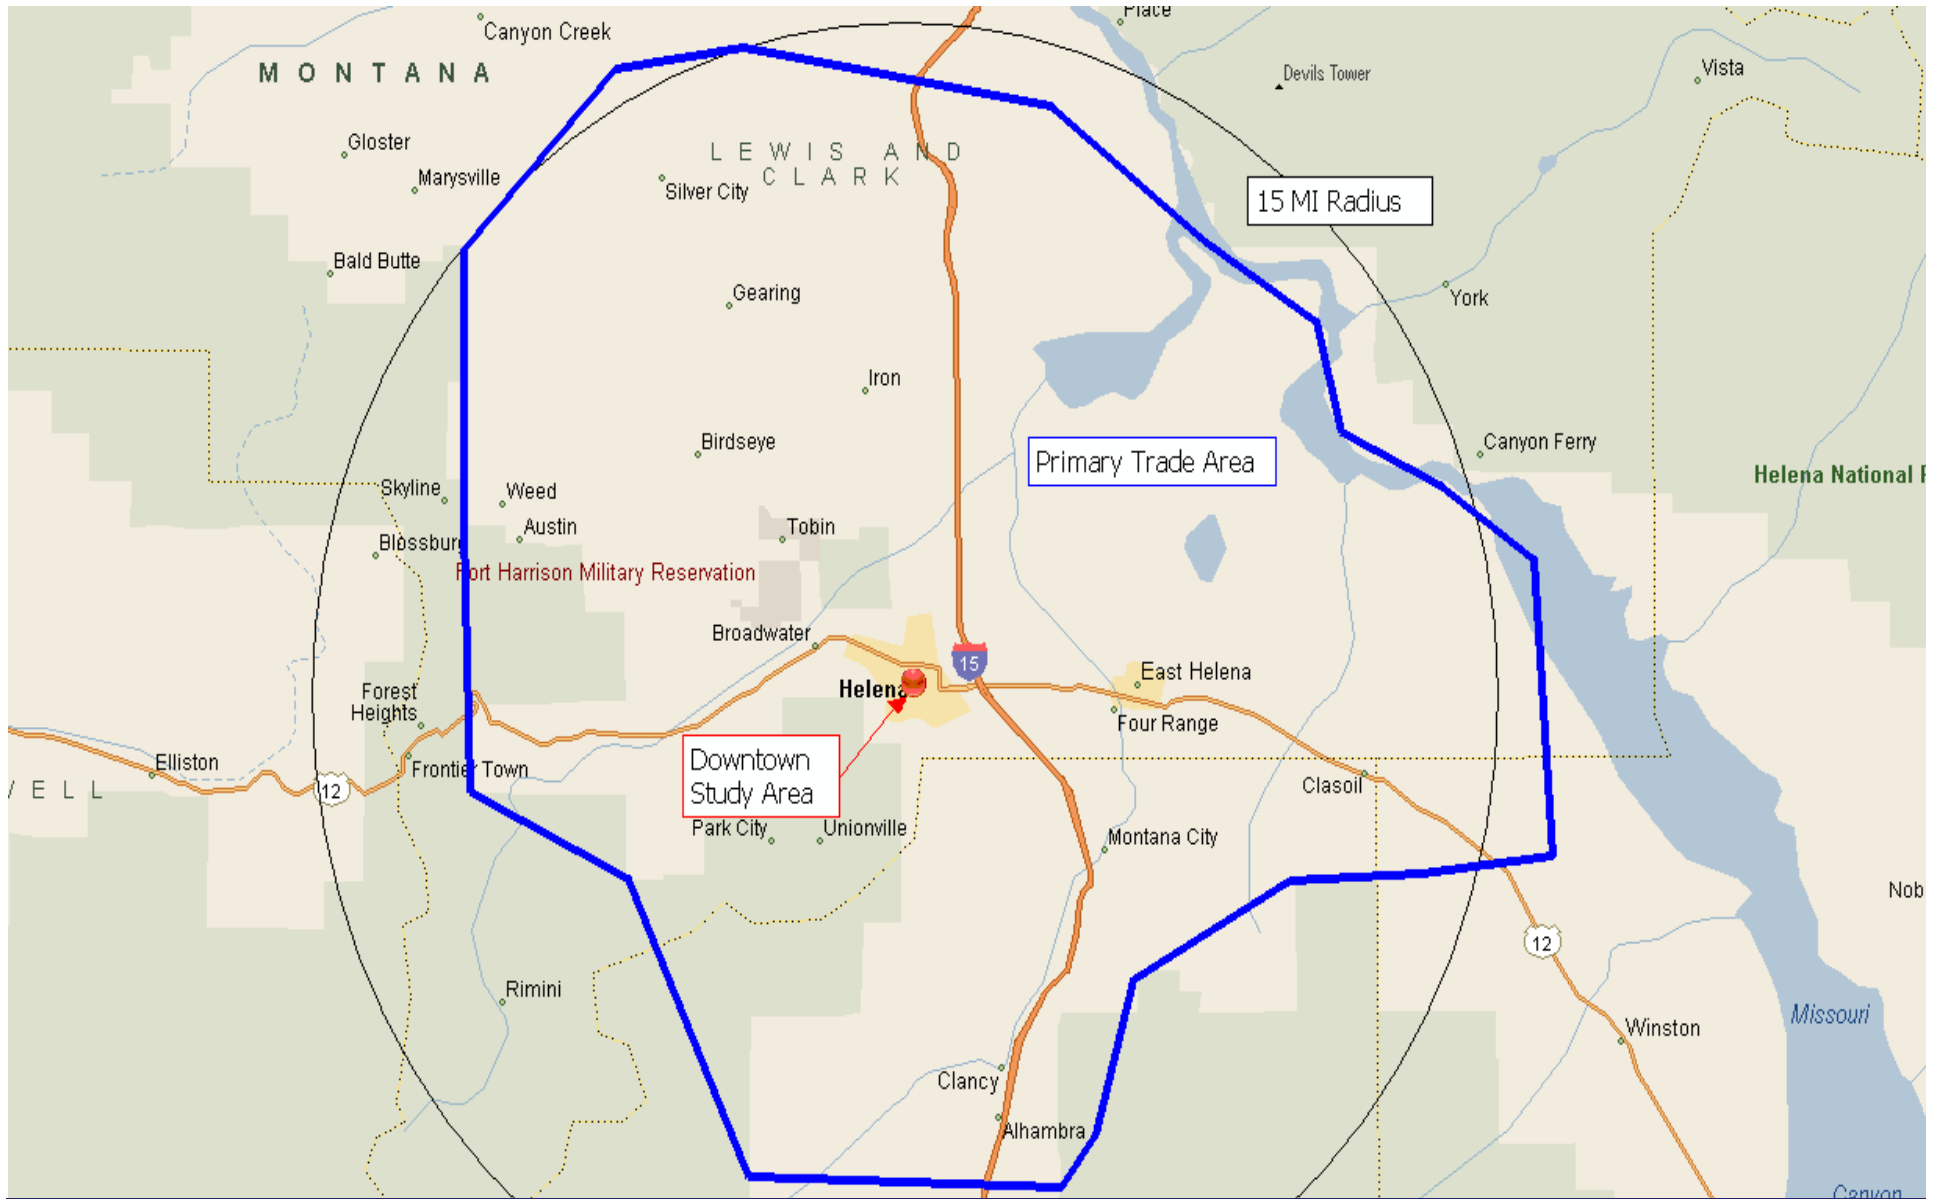 Place
Canyon Creek
MONTANA
Devils Tower
Vista
Gloster
LEWIS AND
CLARK
Marysville
Silver City
15 MI Radius
Bald Butte
Gearing
York
Iron
Birdseye
Primary Trade Area
Canyon Ferry
Helena National F
Skyline
Weed
Austin
Tobin
Blossburg
Fort Harrison Military Reservation
Broadwater
15
East Helena
Helena
Forest
Heights
Four Range
Elliston
Frontier Town
Downtown
Study Area
Clasoil
12
VELL
Park City
Unionville
Montana City
Nob
12
Rimini
Missouri
Winston
Clancy
Alhambra
Canyon